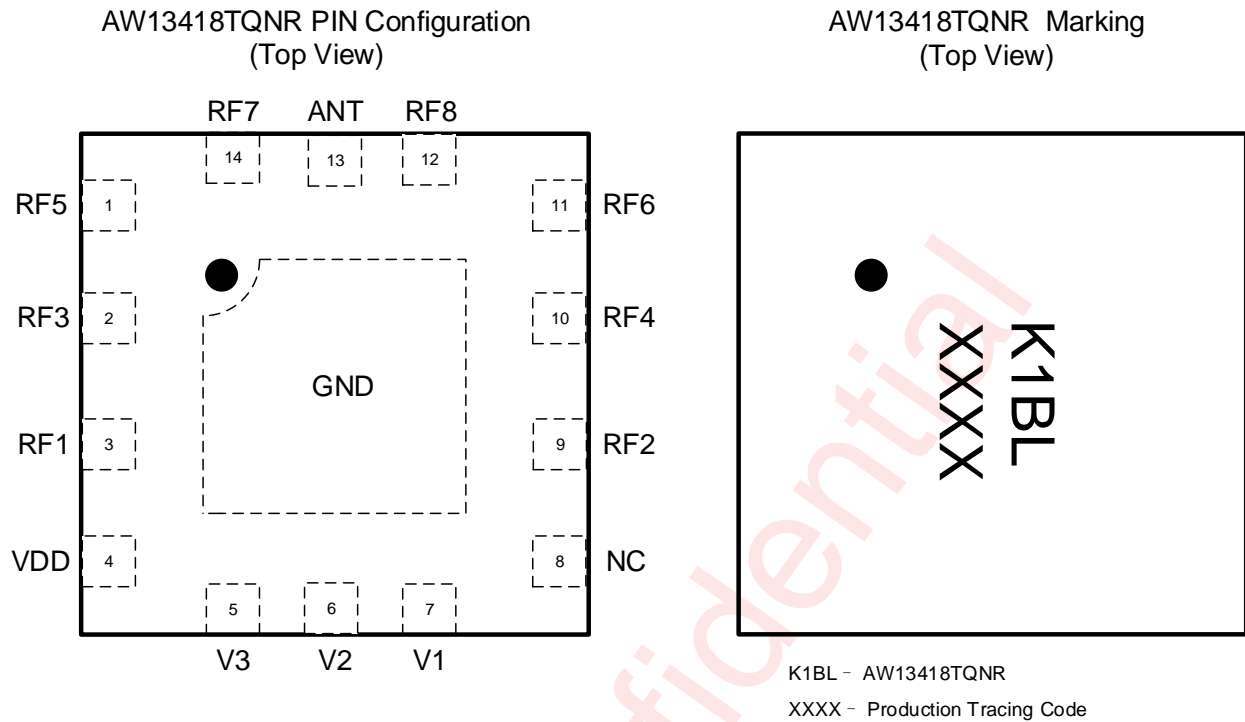 AW13418TQNR PIN Configuration
(Top View)
RF7 ANT RF8
14 13 12
RF5 1 11 RF6
RF3 2 10 RF4
GND
RF1 3 9 RF2
VDD 4 8 NC
5 6 7
V3 V2 V1
AW13418TQNR Marking
(Top View)
K1BL
XXXX
K1BL - AW13418TQNR
XXXX - Production Tracing Code
fidential